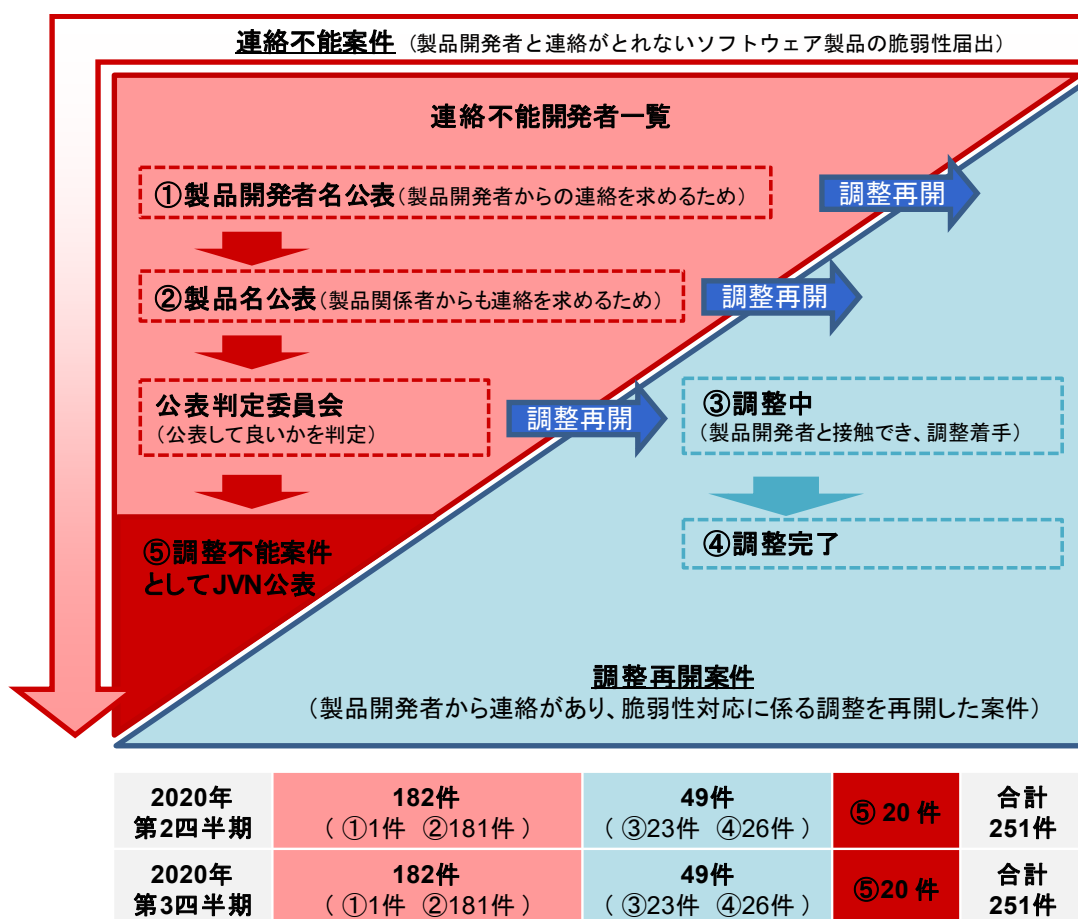 連絡不能案件（製品開発者と連絡がとれないソフトウェア製品の脆弱性届出）
連絡不能開発者一覧
①製品開発者名公表（製品開発者からの連絡を求めるため）
調整再開
②製品名公表（製品関係者からも連絡を求めるため）
調整再開
公表判定委員会
（公表して良いかを判定）
調整再開
③調整中
（製品開発者と接触でき、調整着手）
⑤調整不能案件
としてJVN公表
④調整完了
調整再開案件
（製品開発者から連絡があり、脆弱性対応に係る調整を再開した案件）
2020年
第2四半期
182件
（ ①1件 ②181件 ）
49件
（ ③23件 ④26件 ）
⑤ 20 件
合計
251件
2020年
第3四半期
182件
（ ①1件 ②181件 ）
49件
（ ③23件 ④26件 ）
⑤20 件
合計
251件